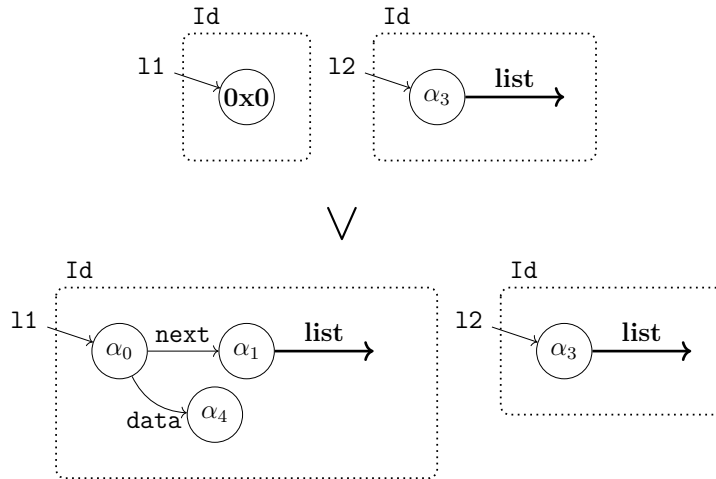 Id Id
l1 0x0 l2 α3 list
∨
Id Id
l1 α0 next α1 list l2 α3 list
data α4